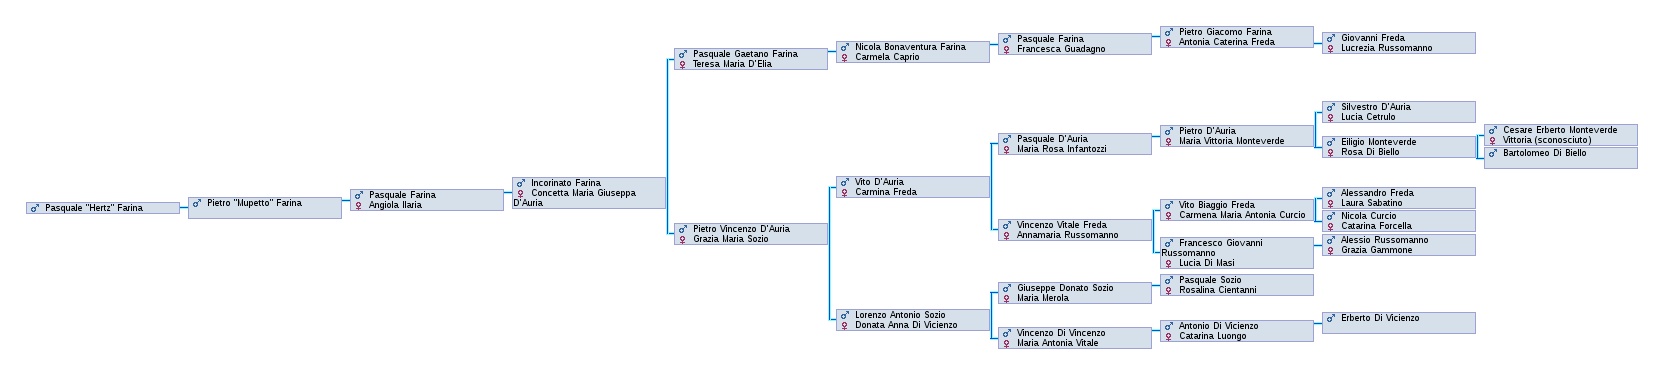 Pasquale "Hertz" Farina
Pietro "Mupetto" Farina
Pasquale Farina
Angiola Ilaria
Incorinato Farina
Concetta Maria Giuseppa
D'Auria
Pasquale Gaetano Farina
Teresa Maria D'Elia
Nicola Bonaventura Farina
Carmela Caprio
Pasquale Farina
Francesca Guadagno
Pietro Giacomo Farina
Antonia Caterina Freda
Giovanni Freda
Lucrezia Russomanno
Pietro Vincenzo D'Auria
Grazia Maria Sozio
Vito D'Auria
Carmina Freda
Pasquale D'Auria
Maria Rosa Infantozzi
Pietro D'Auria
Maria Vittoria Monteverde
Silvestro D'Auria
Lucia Cetrulo
Eiligio Monteverde
Rosa Di Biello
Cesare Erberto Monteverde
Vittoria (sconosciuto)
Bartolomeo Di Biello
Vincenzo Vitale Freda
Annamaria Russomanno
Vito Biaggio Freda
Carmena Maria Antonia Curcio
Alessandro Freda
Laura Sabatino
Nicola Curcio
Catarina Forcella
Francesco Giovanni
Russomanno
Lucia Di Masi
Alessio Russomanno
Grazia Gammone
Lorenzo Antonio Sozio
Donata Anna Di Vicienzo
Giuseppe Donato Sozio
Maria Merola
Pasquale Sozio
Rosalina Cientanni
Vincenzo Di Vincenzo
Maria Antonia Vitale
Antonio Di Vicienzo
Catarina Luongo
Erberto Di Vicienzo